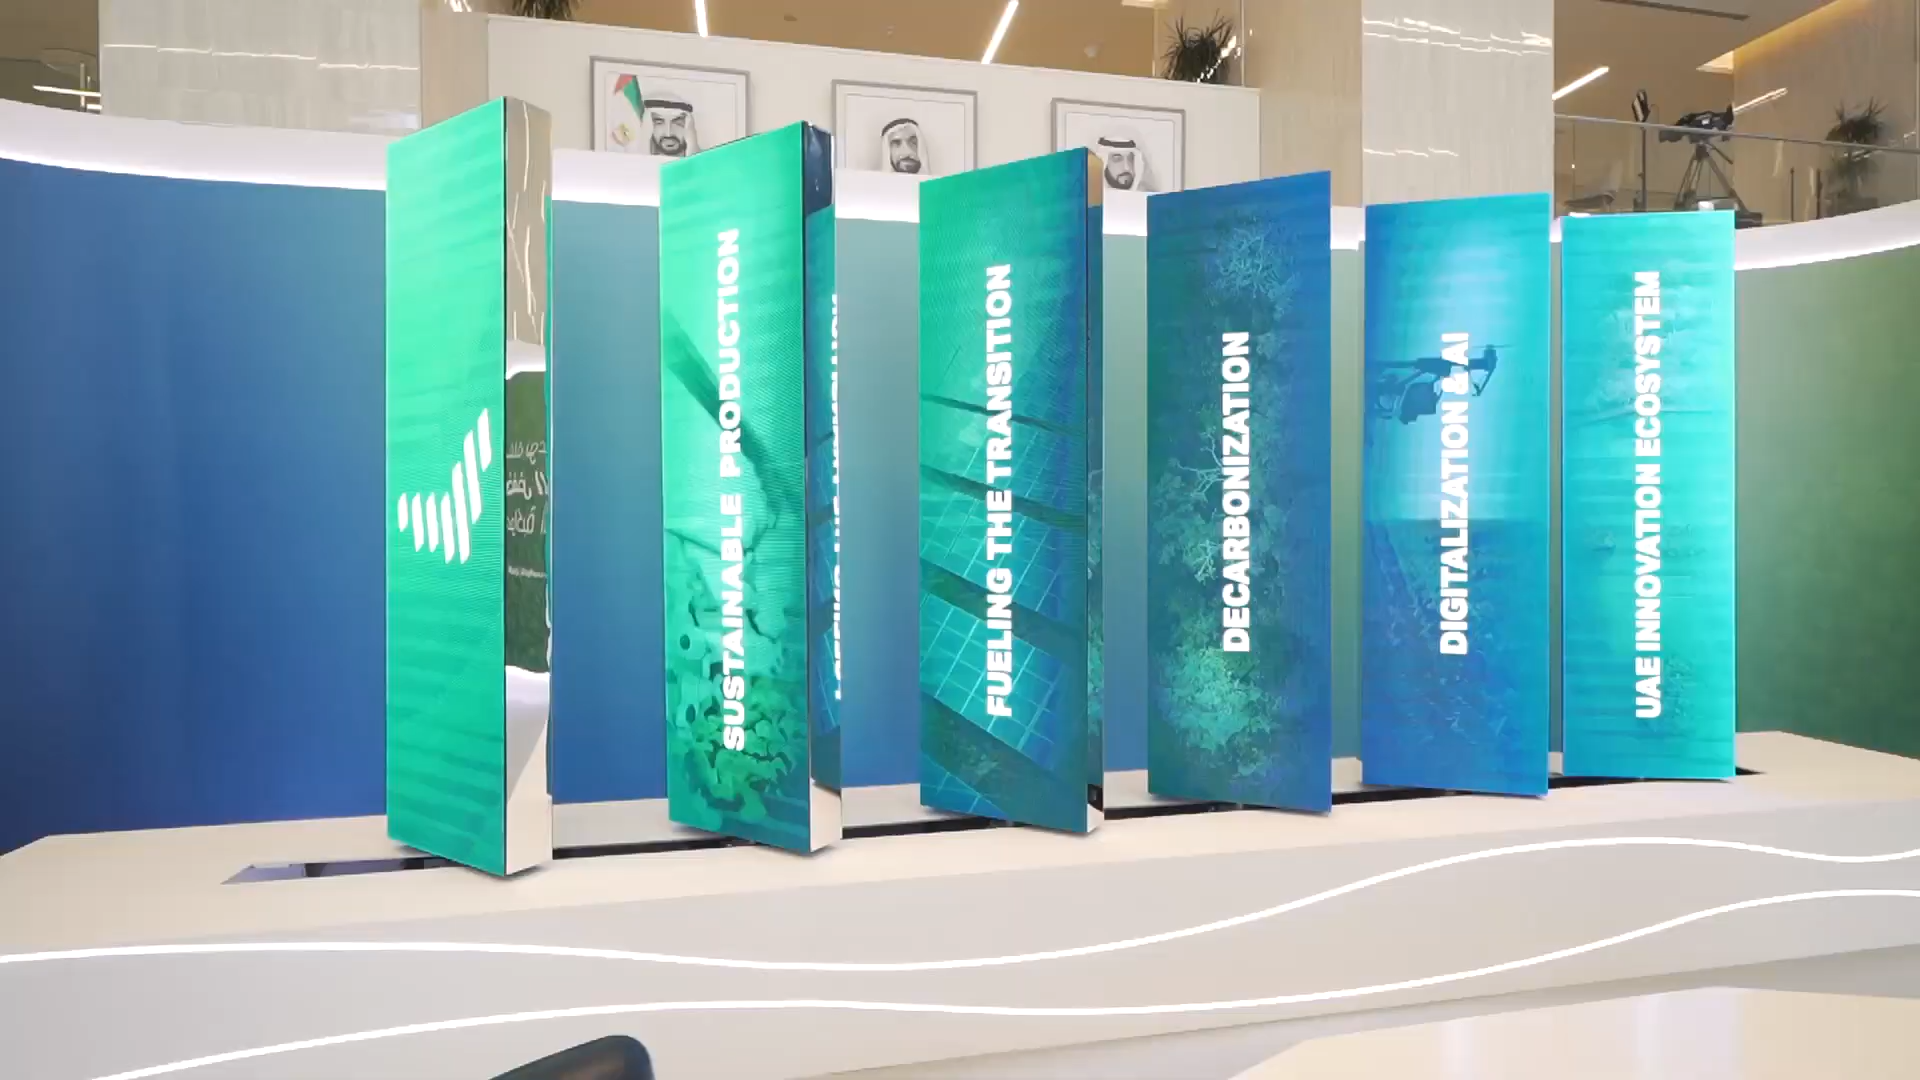 SUSTAINABLE PRODUCTION
FUELING THE TRANSITION
DECARBONIZATION
DIGITALIZATION & AI
UAE INNOVATION ECOSYSTEM